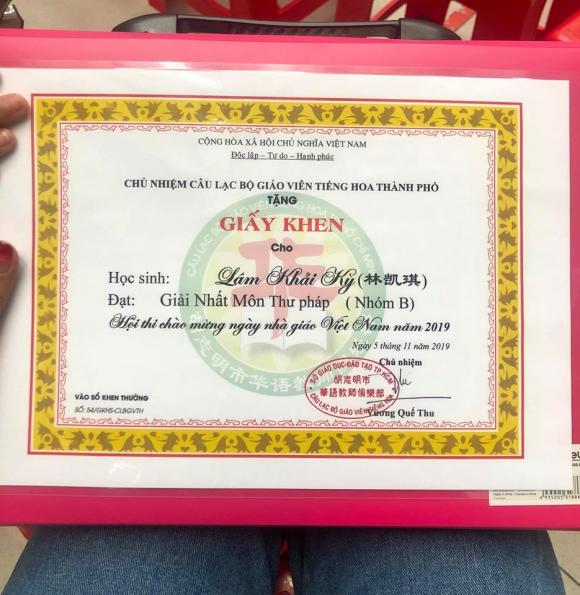 CỘNG HÒA XÃ HỘI CHỦ NGHĨA VIỆT NAM
Độc lập – Tự do – Hạnh phúc
CHỦ NHIỆM CÂU LẠC BỘ GIÁO VIÊN TIẾNG HOA THÀNH PHỐ
TẶNG
GIẤY KHEN
Cho
Học sinh: Lâm Khải Kỳ (林凯琪)
Đạt: Giải Nhất Môn Thư pháp ( Nhóm B)
Hội thi chào mừng ngày nhà giáo Việt Nam năm 2019
Ngày 5 tháng 11 năm 2019
Chủ nhiệm
SỞ GIÁO DỤC-ĐÀO TẠO TP.HCM
胡志明市
華語教師俱樂部
CÂU LẠC BỘ GIÁO VIÊN TIẾNG HOA
Vương Quế Thu
VÀO SỔ KHEN THƯỞNG
SỐ: 54/GKHS-CLBGVTH